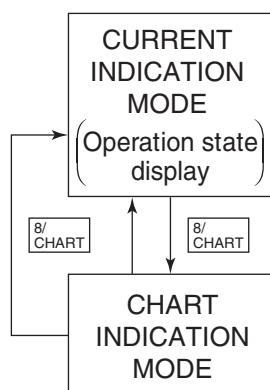 CURRENT
INDICATION
MODE
(Operation state
display)
8/
CHART
8/
CHART
CHART
INDICATION
MODE